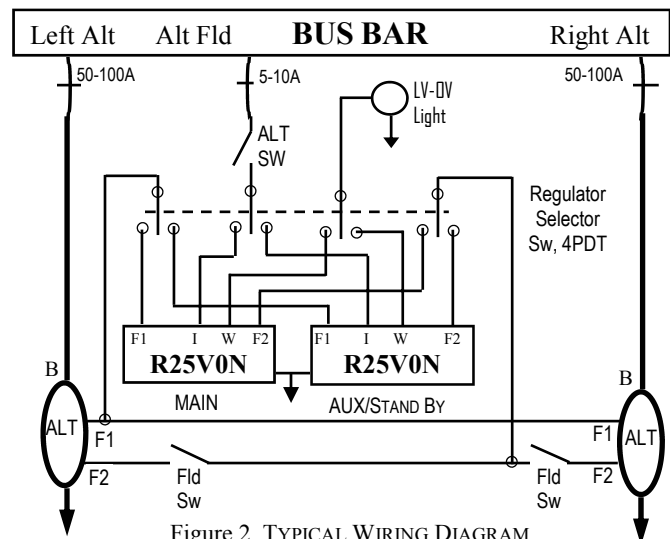 Left Alt Alt Fld BUS BAR Right Alt
50-100A 5-10A 50-100A
LV-OV
Light
ALT
SW
Regulator
Selector
Sw, 4PDT
F1 I W F2 F1 I W F2
R25V0N R25V0N
MAIN AUX/STAND BY
B B
ALT F1 F1 ALT
F2 F2
Fld
Sw
Fld
Sw
Figure 2 TYPICAL WIRING DIAGRAM